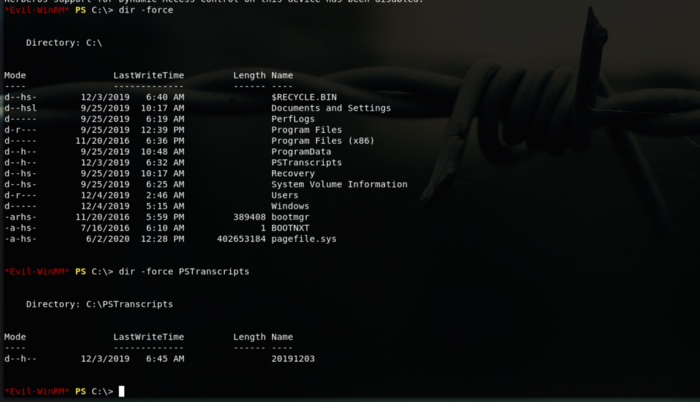 Kerberos support for Dynamic Access Control on this device has been disabled.
*Evil-WinRM* PS C:\> dir -force
Directory: C:\
Mode LastWriteTime Length Name
---- ------------- ------ ----
d--hs- 12/3/2019 6:40 AM $RECYCLE.BIN
d--hsl 9/25/2019 10:17 AM Documents and Settings
d----- 9/25/2019 6:19 AM PerfLogs
d-r--- 9/25/2019 12:39 PM Program Files
d----- 11/20/2016 6:36 PM Program Files (x86)
d--h-- 9/25/2019 10:48 AM ProgramData
d--h-- 12/3/2019 6:32 AM PSTranscripts
d--hs- 9/25/2019 10:17 AM Recovery
d--hs- 9/25/2019 6:25 AM System Volume Information
d-r--- 12/4/2019 2:46 AM Users
d----- 12/4/2019 5:15 AM Windows
-arhs- 11/20/2016 5:59 PM 389408 bootmgr
-a-hs- 7/16/2016 6:10 AM 1 BOOTNXT
-a-hs- 6/2/2020 12:28 PM 402653184 pagefile.sys
*Evil-WinRM* PS C:\> dir -force PSTranscripts
Directory: C:\PSTranscripts
Mode LastWriteTime Length Name
---- ------------- ------ ----
d--h-- 12/3/2019 6:45 AM 20191203
*Evil-WinRM* PS C:\>